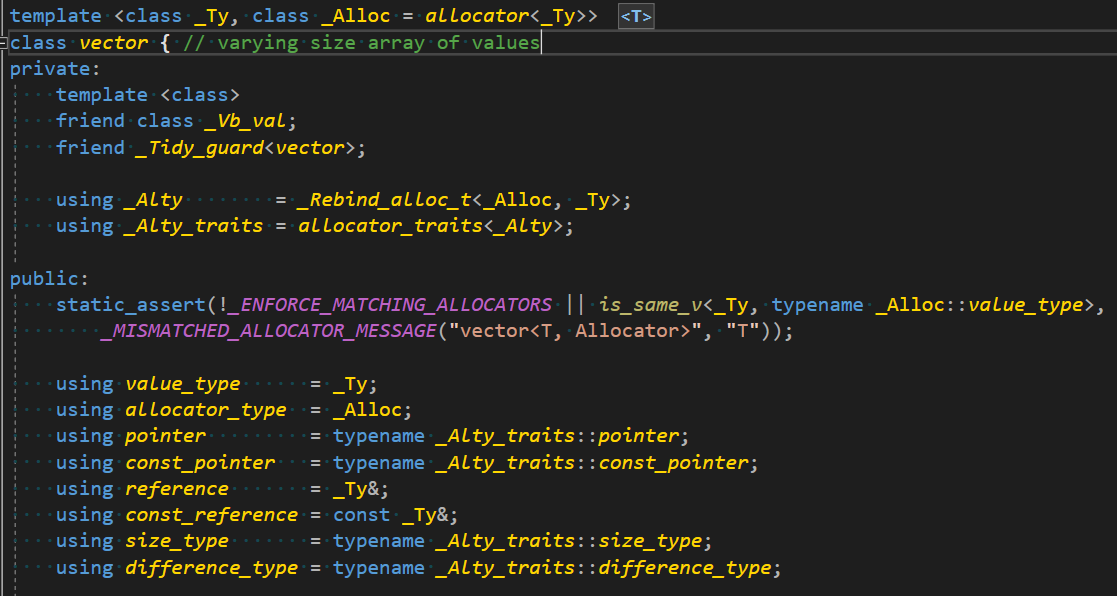 template <class _Ty, class _Alloc = allocator<_Ty>> <T>
class vector { // varying size array of values
private:
    template <class>
    friend class _Vb_val;
    friend _Tidy_guard<vector>;

    using _Alty        = _Rebind_alloc_t<_Alloc, _Ty>;
    using _Alty_traits = allocator_traits<_Alty>;

public:
    static_assert(!_ENFORCE_MATCHING_ALLOCATORS || is_same_v<_Ty, typename _Alloc::value_type>,
        _MISMATCHED_ALLOCATOR_MESSAGE("vector<T, Allocator>", "T"));

    using value_type      = _Ty;
    using allocator_type  = _Alloc;
    using pointer         = typename _Alty_traits::pointer;
    using const_pointer   = typename _Alty_traits::const_pointer;
    using reference       = _Ty&;
    using const_reference = const _Ty&;
    using size_type       = typename _Alty_traits::size_type;
    using difference_type = typename _Alty_traits::difference_type;